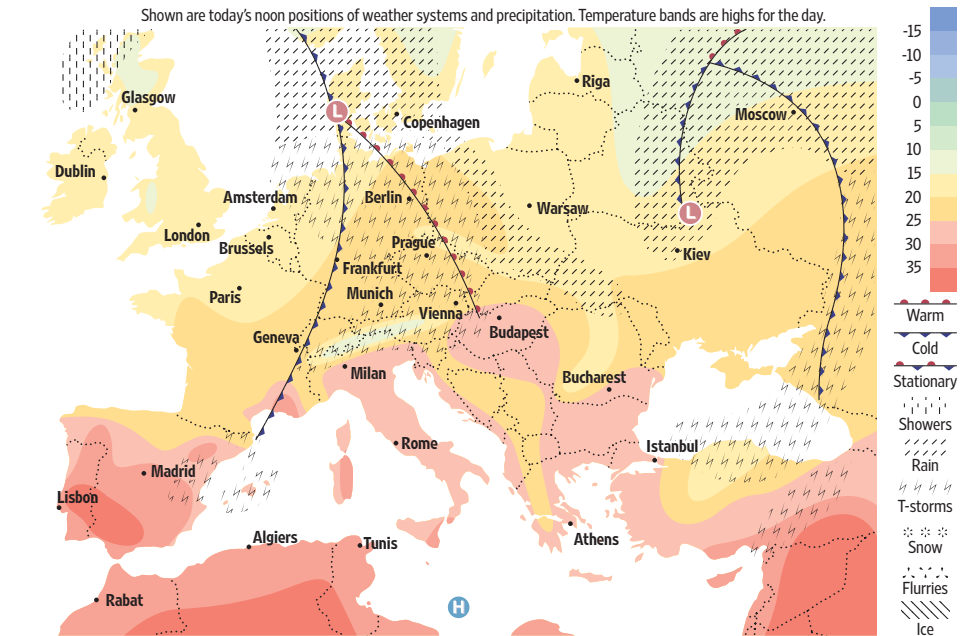 Shown are today's noon positions of weather systems and precipitation. Temperature bands are highs for the day.
-15
-10
-5
0
5
10
15
20
25
30
35
Warm
Cold
Stationary
Showers
Rain
T-storms
Snow
Flurries
Ice
Glasgow
Dublin
London
Amsterdam
Brussels
Paris
Geneva
L
Copenhagen
Riga
Moscow
Berlin
Warsaw
L
Prague
Kiev
Frankfurt
Munich
Vienna
Budapest
Milan
Bucharest
Rome
Istanbul
Madrid
Lisbon
Algiers
Tunis
Athens
Rabat
H